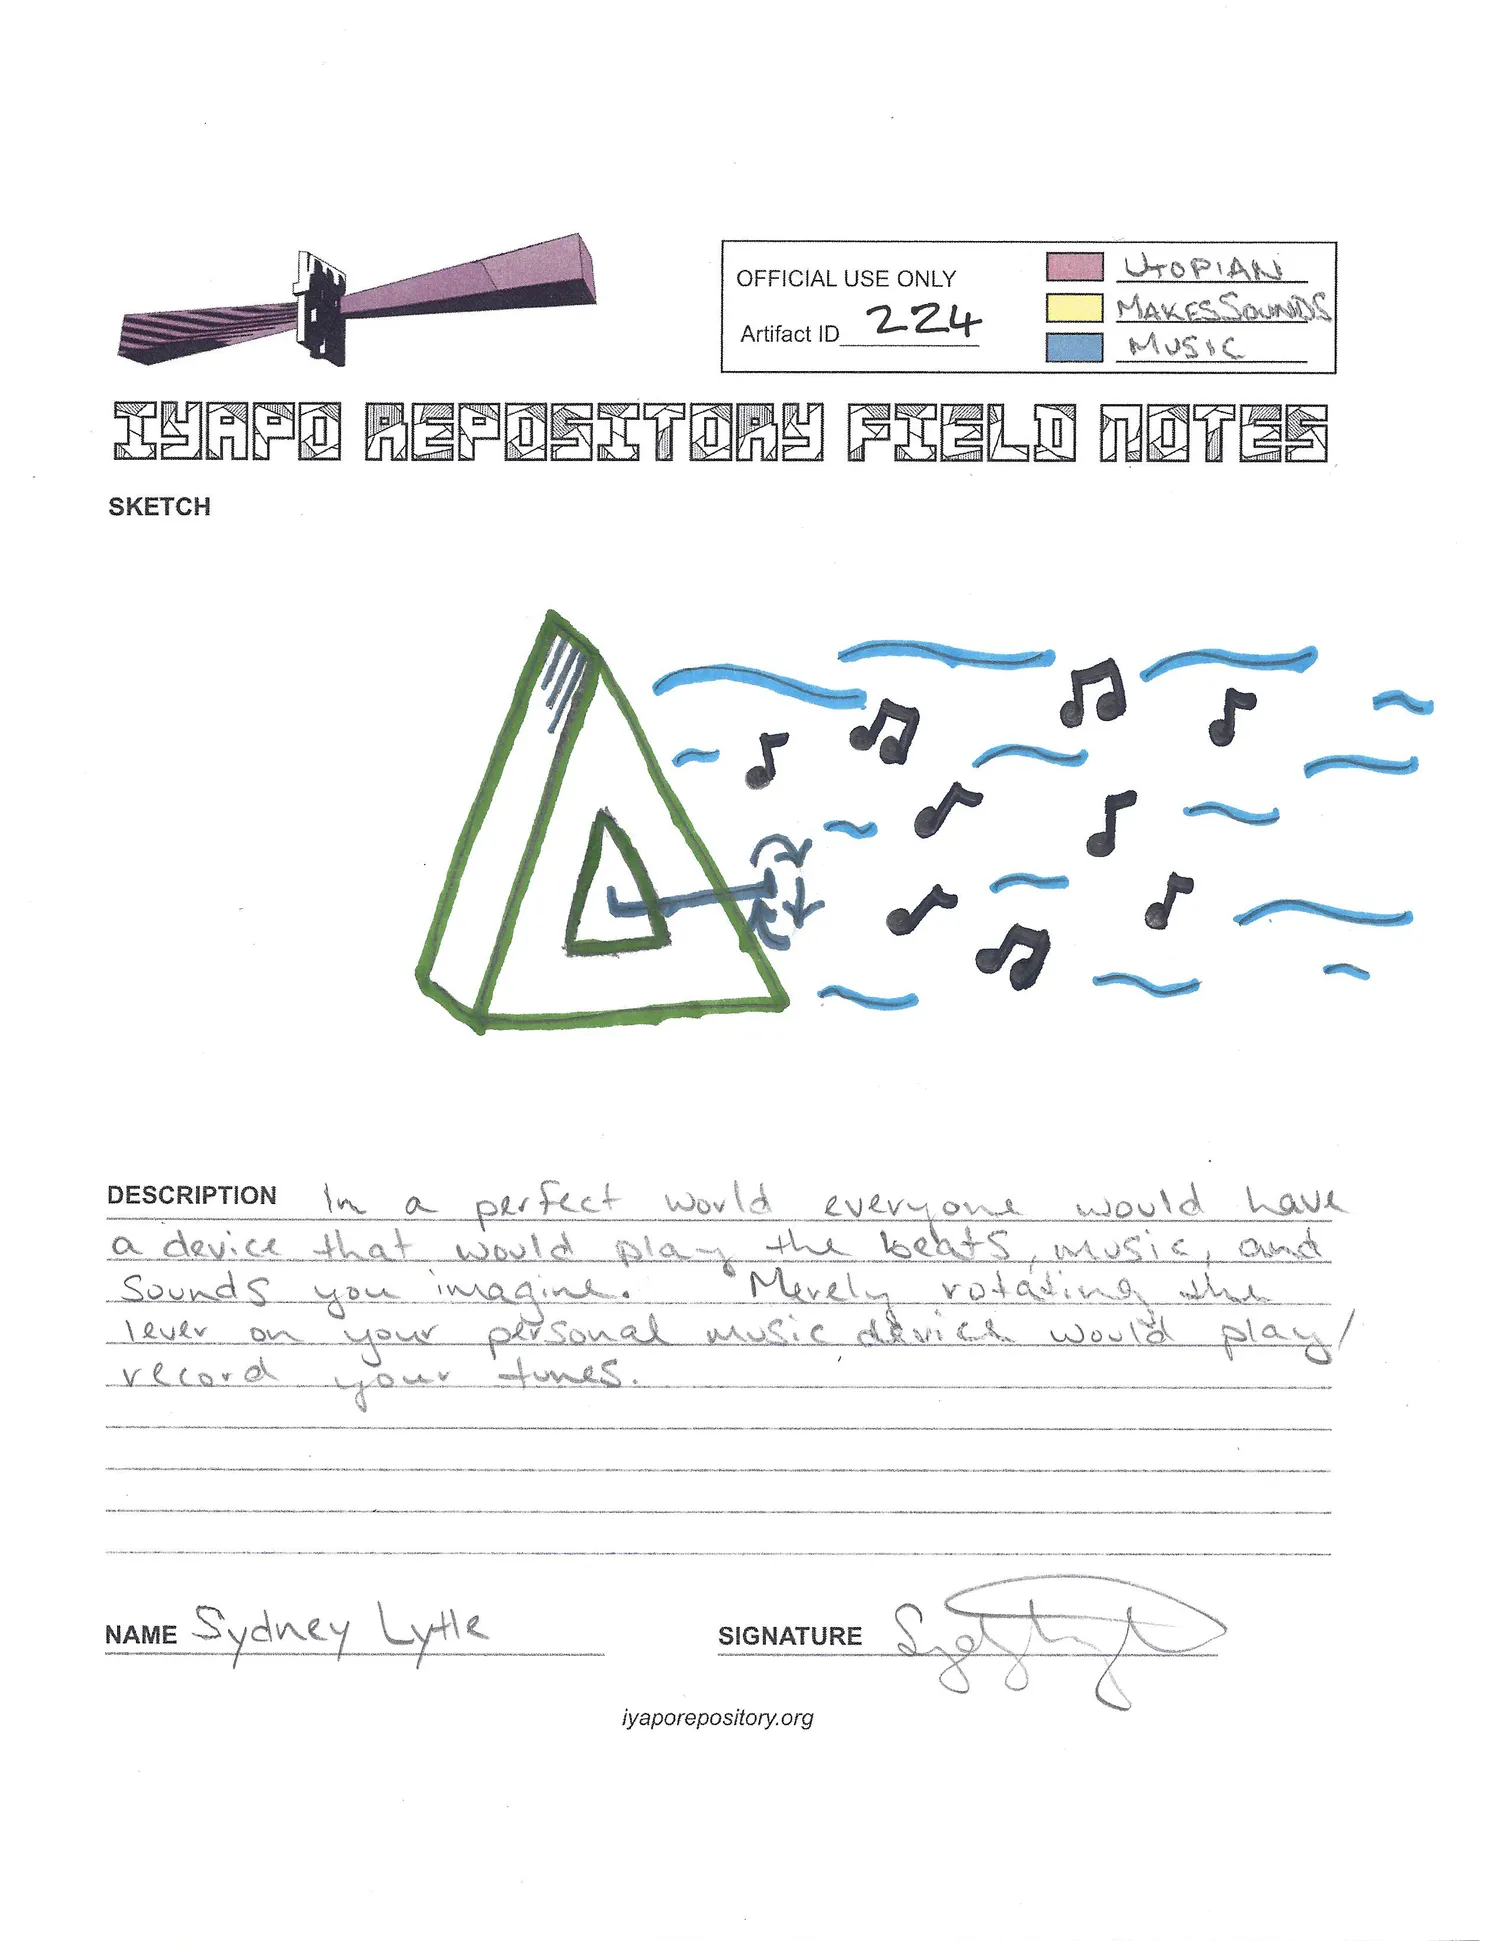 OFFICIAL USE ONLY
Artifact ID 224
UTOPIAN
MAKES SOUNDS
MUSIC
IYAPO REPOSITORY FIELD NOTES
SKETCH
DESCRIPTION In a perfect world everyone would have
a device that would play the beats, music, and
sounds you imagine. Merely rotating the
lever on your personal music device would play/
record your tunes.
NAME Sydney Lytle
SIGNATURE
iyaporepository.org